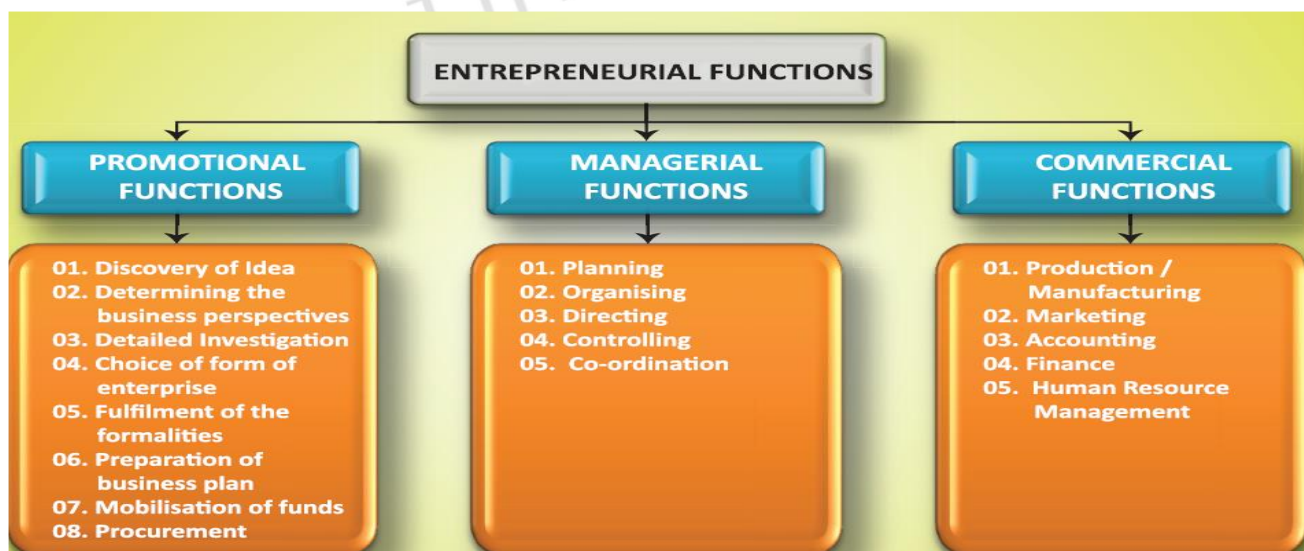 ENTREPRENEURIAL FUNCTIONS
PROMOTIONAL
FUNCTIONS
01. Discovery of Idea
02. Determining the
business perspectives
03. Detailed Investigation
04. Choice of form of
enterprise
05. Fulfilment of the
formalities
06. Preparation of
business plan
07. Mobilisation of funds
08. Procurement
MANAGERIAL
FUNCTIONS
01. Planning
02. Organising
03. Directing
04. Controlling
05. Co-ordination
COMMERCIAL
FUNCTIONS
01. Production /
Manufacturing
02. Marketing
03. Accounting
04. Finance
05. Human Resource
Management